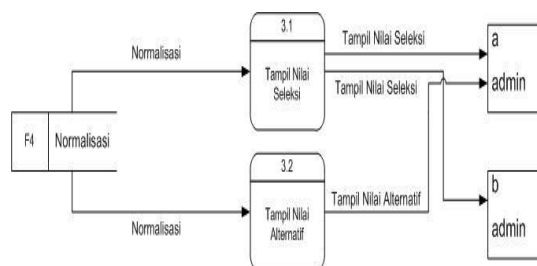 3.1
Tampil Nilai
Seleksi
Normalisasi
Tampil Nilai Seleksi
Tampil Nilai Seleksi
a
admin
F4
Normalisasi
3.2
Tampil Nilai
Alternatif
Normalisasi
Tampil Nilai Alternatif
b
admin